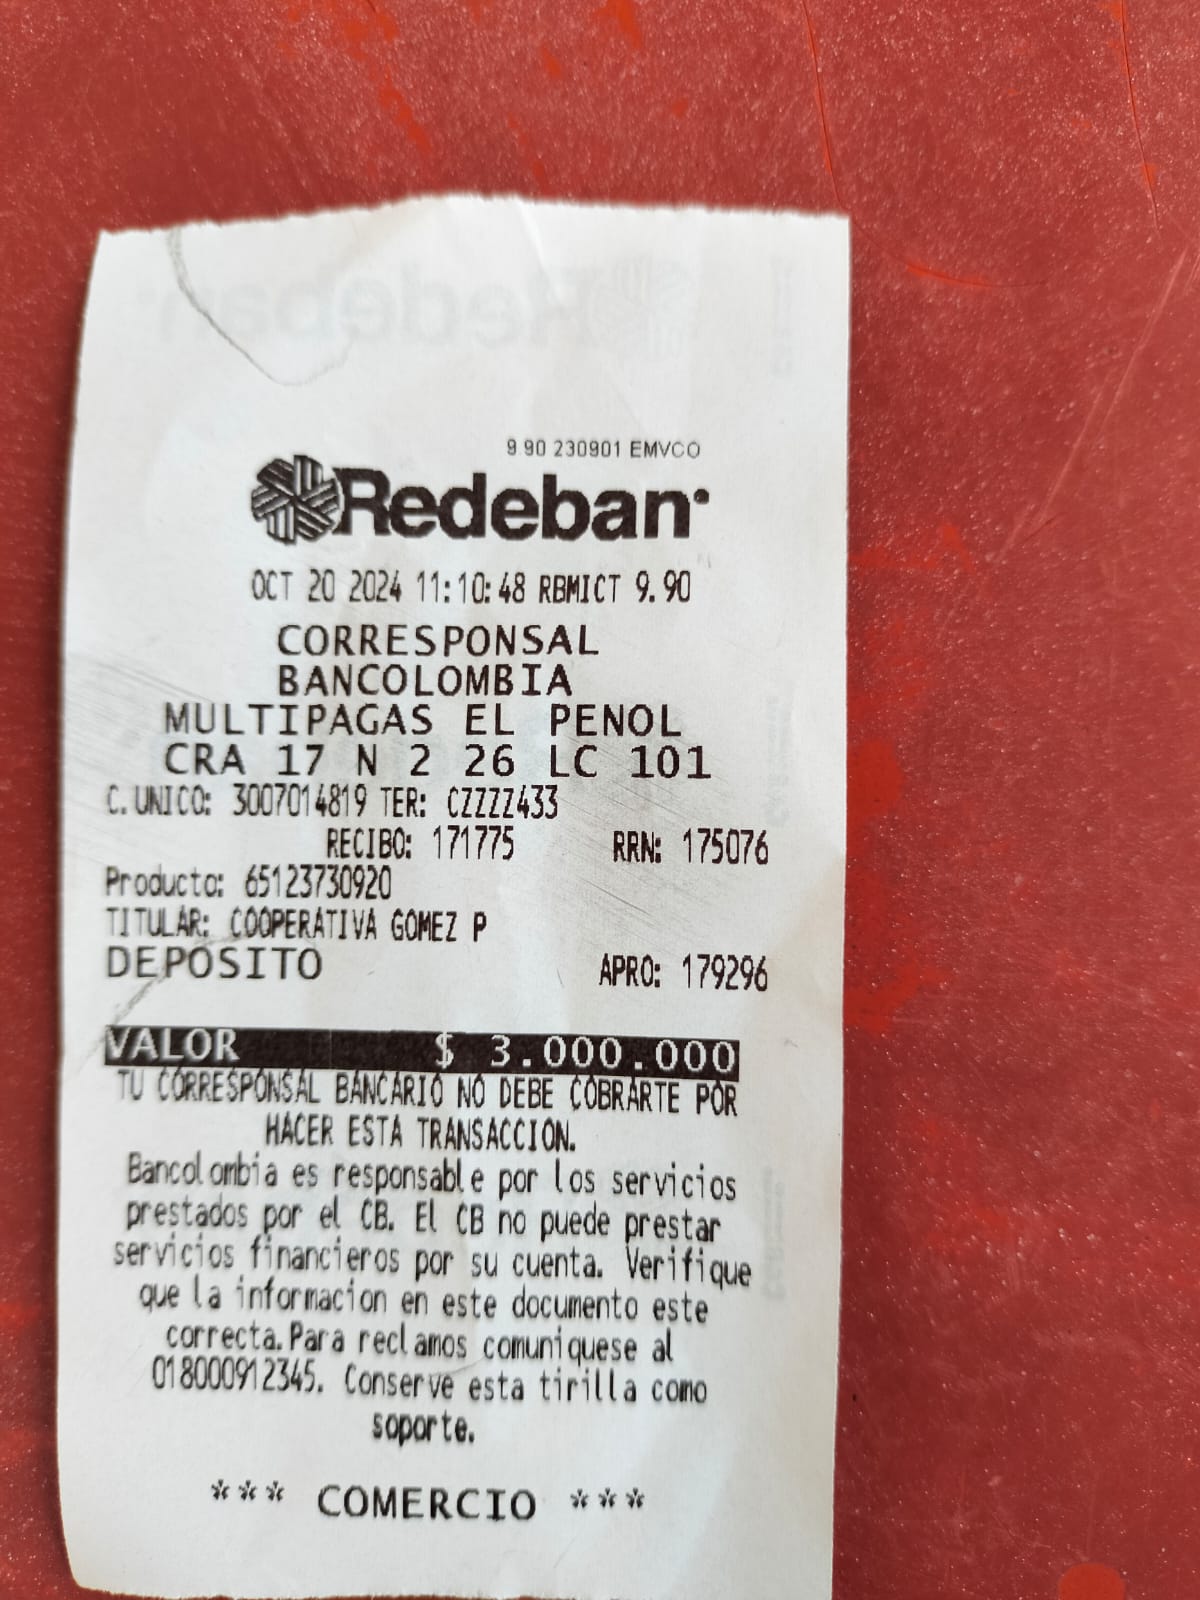 9 90 230901 EMVCO
Redeban
OCT 20 2024 11:10:48 RBMICT 9.90
CORRESPONSAL
BANCOLOMBIA
MULTIPAGAS EL PENOL
CRA 17 N 2 26 LC 101
C.UNICO: 3007014819 TER: CZZZZ433
RECIBO: 171775 RRN: 175076
Producto: 65123730920
TITULAR: COOPERATIVA GOMEZ P
DEPOSITO APRO: 179296
VALOR $ 3.000.000
TU CORRESPONSAL BANCARIO NO DEBE COBRARTE POR
HACER ESTA TRANSACCION.
Bancolombia es responsable por los servicios
prestados por el CB. El CB no puede prestar
servicios financieros por su cuenta. Verifique
que la informacion en este documento este
correcta.Para reclamos comuniquese al
018000912345. Conserve esta tirilla como
soporte.
*** COMERCIO ***